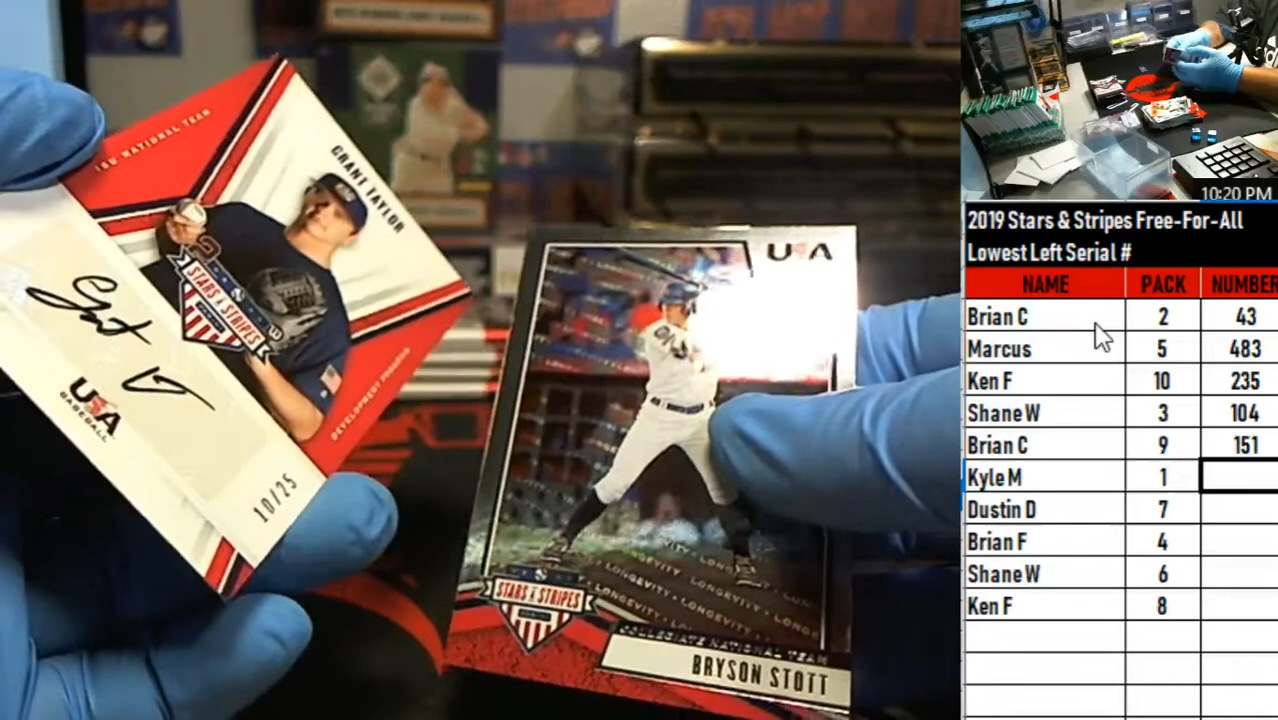 18U NATIONAL TEAM
GRANT TAYLOR
STARS & STRIPES
USA
BASEBALL
DEVELOPMENT PROGRAM
10/25
USA
LONGEVITY • LONGEVITY
STARS & STRIPES
COLLEGIATE NATIONAL TEAM
BRYSON STOTT
10:20 PM
2019 Stars & Stripes Free-For-All
Lowest Left Serial #
NAME PACK NUMBER
Brian C 2 43
Marcus 5 483
Ken F 10 235
Shane W 3 104
Brian C 9 151
Kyle M 1
Dustin D 7
Brian F 4
Shane W 6
Ken F 8